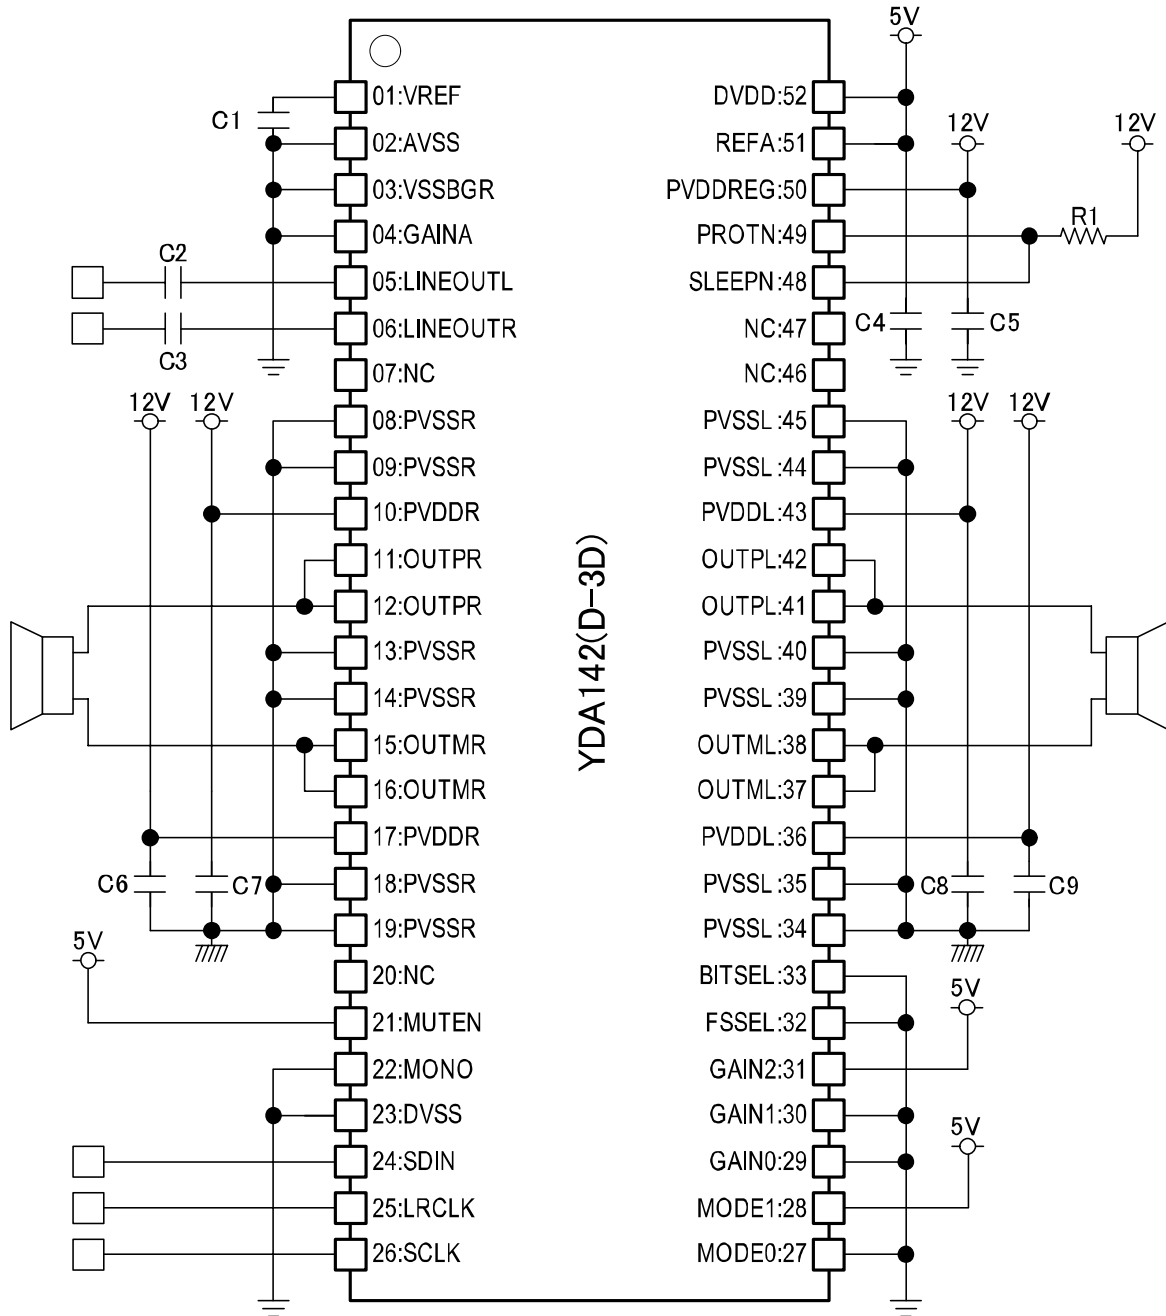 5V
01:VREF
DVDD:52
C1
02:AVSS
REFA:51
12V
12V
03:VSSBGR
PVDDREG:50
04:GAINA
PROTN:49
R1
C2
05:LINEOUTL
SLEEPN:48
06:LINEOUTR
NC:47
C4
C5
C3
07:NC
NC:46
12V
12V
12V
12V
08:PVSSR
PVSSL:45
09:PVSSR
PVSSL:44
10:PVDDR
PVDDL:43
11:OUTPR
OUTPL:42
12:OUTPR
OUTPL:41
YDA142(D-3D)
13:PVSSR
PVSSL:40
14:PVSSR
PVSSL:39
15:OUTMR
OUTML:38
16:OUTMR
OUTML:37
17:PVDDR
PVDDL:36
C6
C7
18:PVSSR
PVSSL:35
C8
C9
19:PVSSR
PVSSL:34
5V
20:NC
BITSEL:33
5V
21:MUTEN
FSSEL:32
22:MONO
GAIN2:31
23:DVSS
GAIN1:30
5V
24:SDIN
GAIN0:29
25:LRCLK
MODE1:28
26:SCLK
MODE0:27